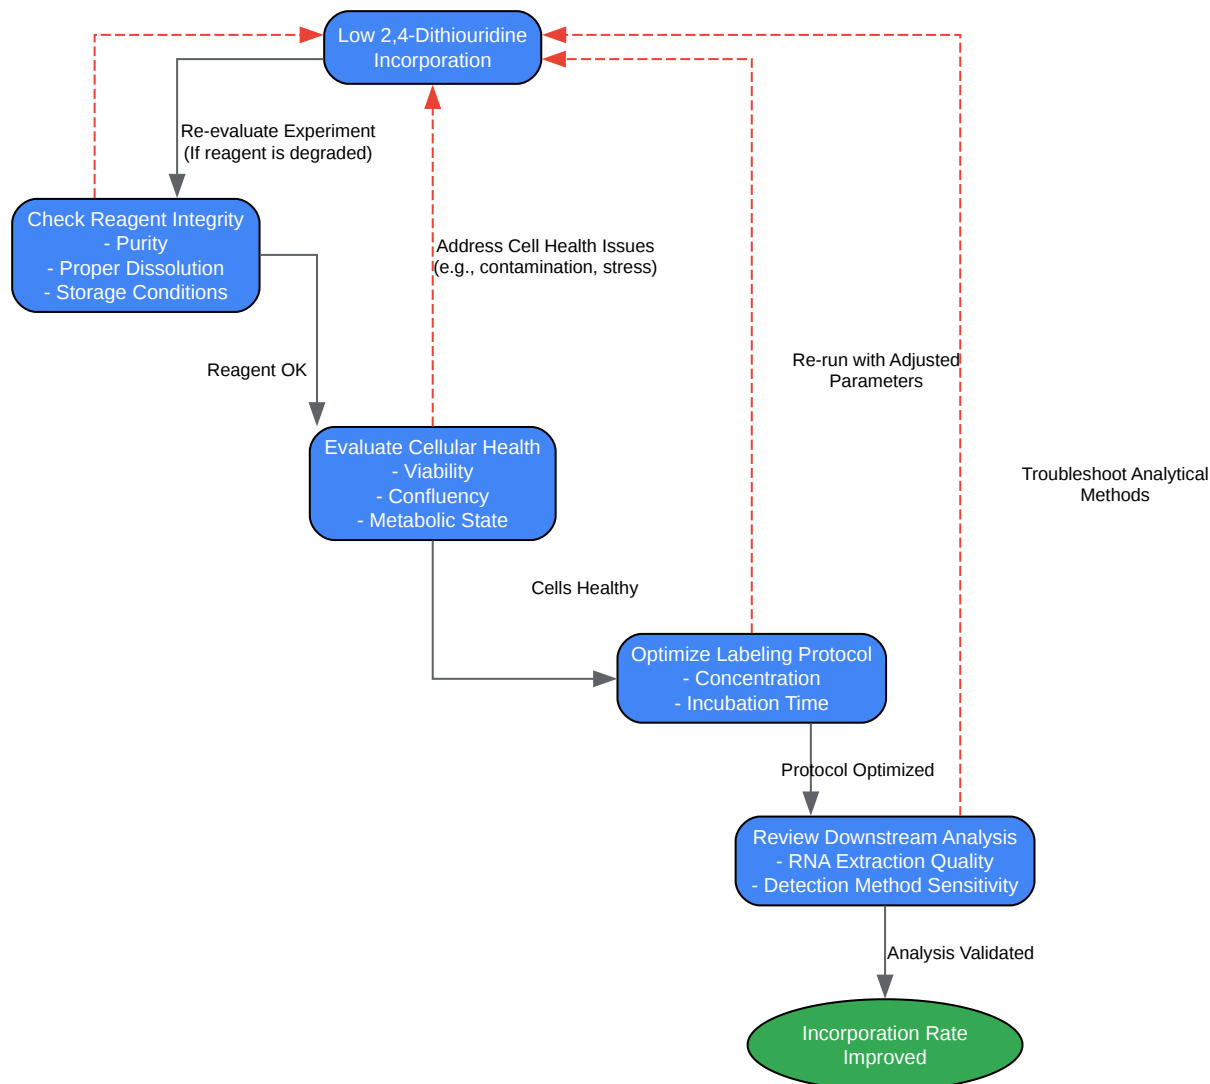 Low 2,4-Dithiouridine
Incorporation
Re-evaluate Experiment
(If reagent is degraded)
Check Reagent Integrity
- Purity
- Proper Dissolution
- Storage Conditions
Address Cell Health Issues
(e.g., contamination, stress)
Reagent OK
Re-run with Adjusted
Parameters
Evaluate Cellular Health
- Viability
- Confluency
- Metabolic State
Troubleshoot Analytical
Methods
Cells Healthy
Optimize Labeling Protocol
- Concentration
- Incubation Time
Protocol Optimized
Review Downstream Analysis
- RNA Extraction Quality
- Detection Method Sensitivity
Analysis Validated
Incorporation Rate
Improved